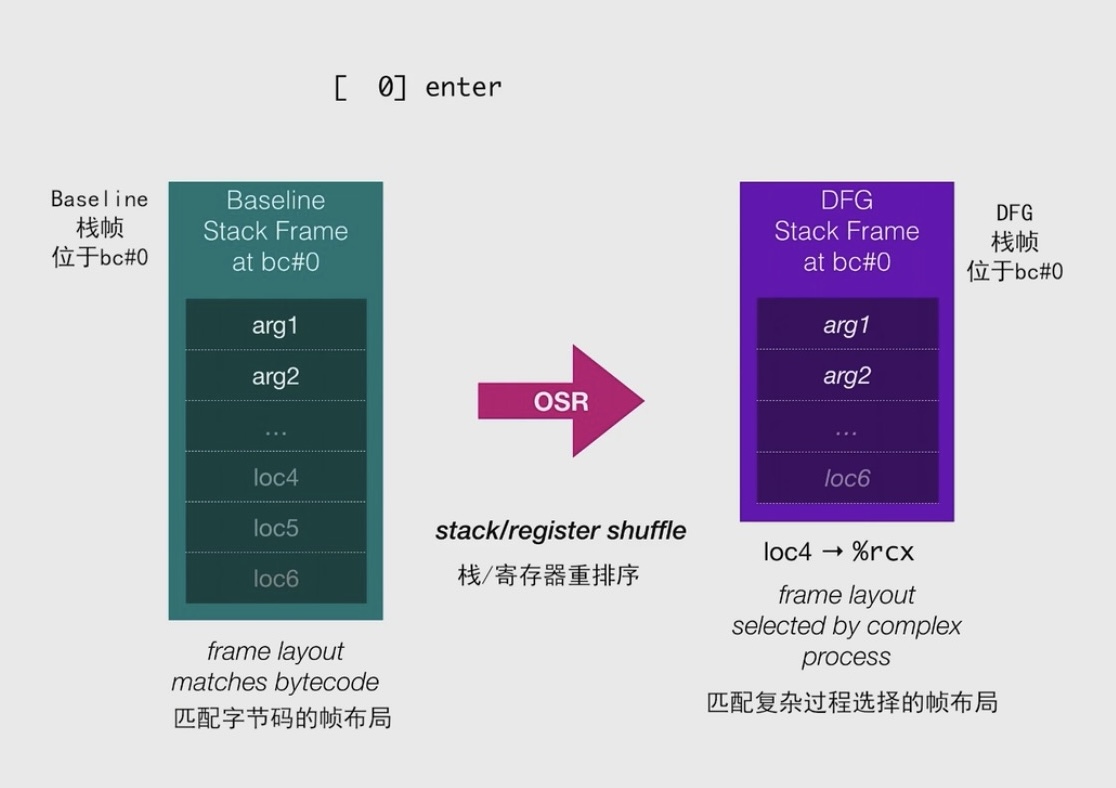 [  0] enter
Baseline
栈帧
位于bc#0
Baseline
Stack Frame
at bc#0
arg1
arg2
...
loc4
loc5
loc6
frame layout
matches bytecode
匹配字节码的帧布局
OSR
stack/register shuffle
栈/寄存器重排序
DFG
Stack Frame
at bc#0
arg1
arg2
...
loc6
loc4 → %rcx
frame layout
selected by complex
process
匹配复杂过程选择的帧布局
DFG
栈帧
位于bc#0